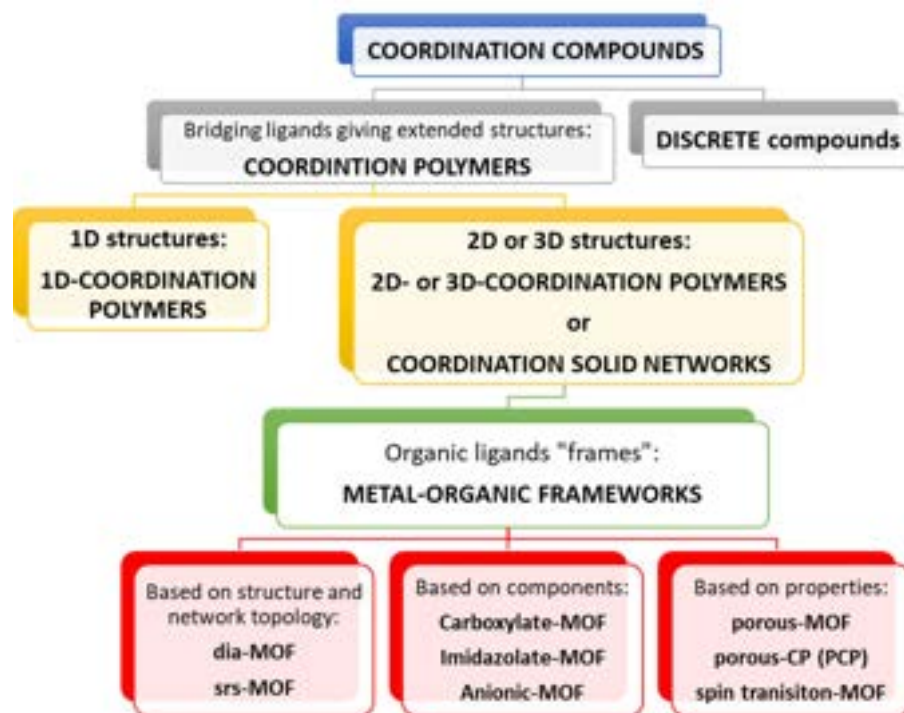 COORDINATION COMPOUNDS
Bridging ligands giving extended structures:
COORDINTION POLYMERS
DISCRETE compounds
1D structures:
1D-COORDINATION
POLYMERS
2D or 3D structures:
2D- or 3D-COORDINATION POLYMERS
or
COORDINATION SOLID NETWORKS
Organic ligands "frames":
METAL-ORGANIC FRAMEWORKS
Based on structure and
network topology:
dia-MOF
srs-MOF
Based on components:
Carboxylate-MOF
Imidazolate-MOF
Anionic-MOF
Based on properties:
porous-MOF
porous-CP (PCP)
spin tranisiton-MOF